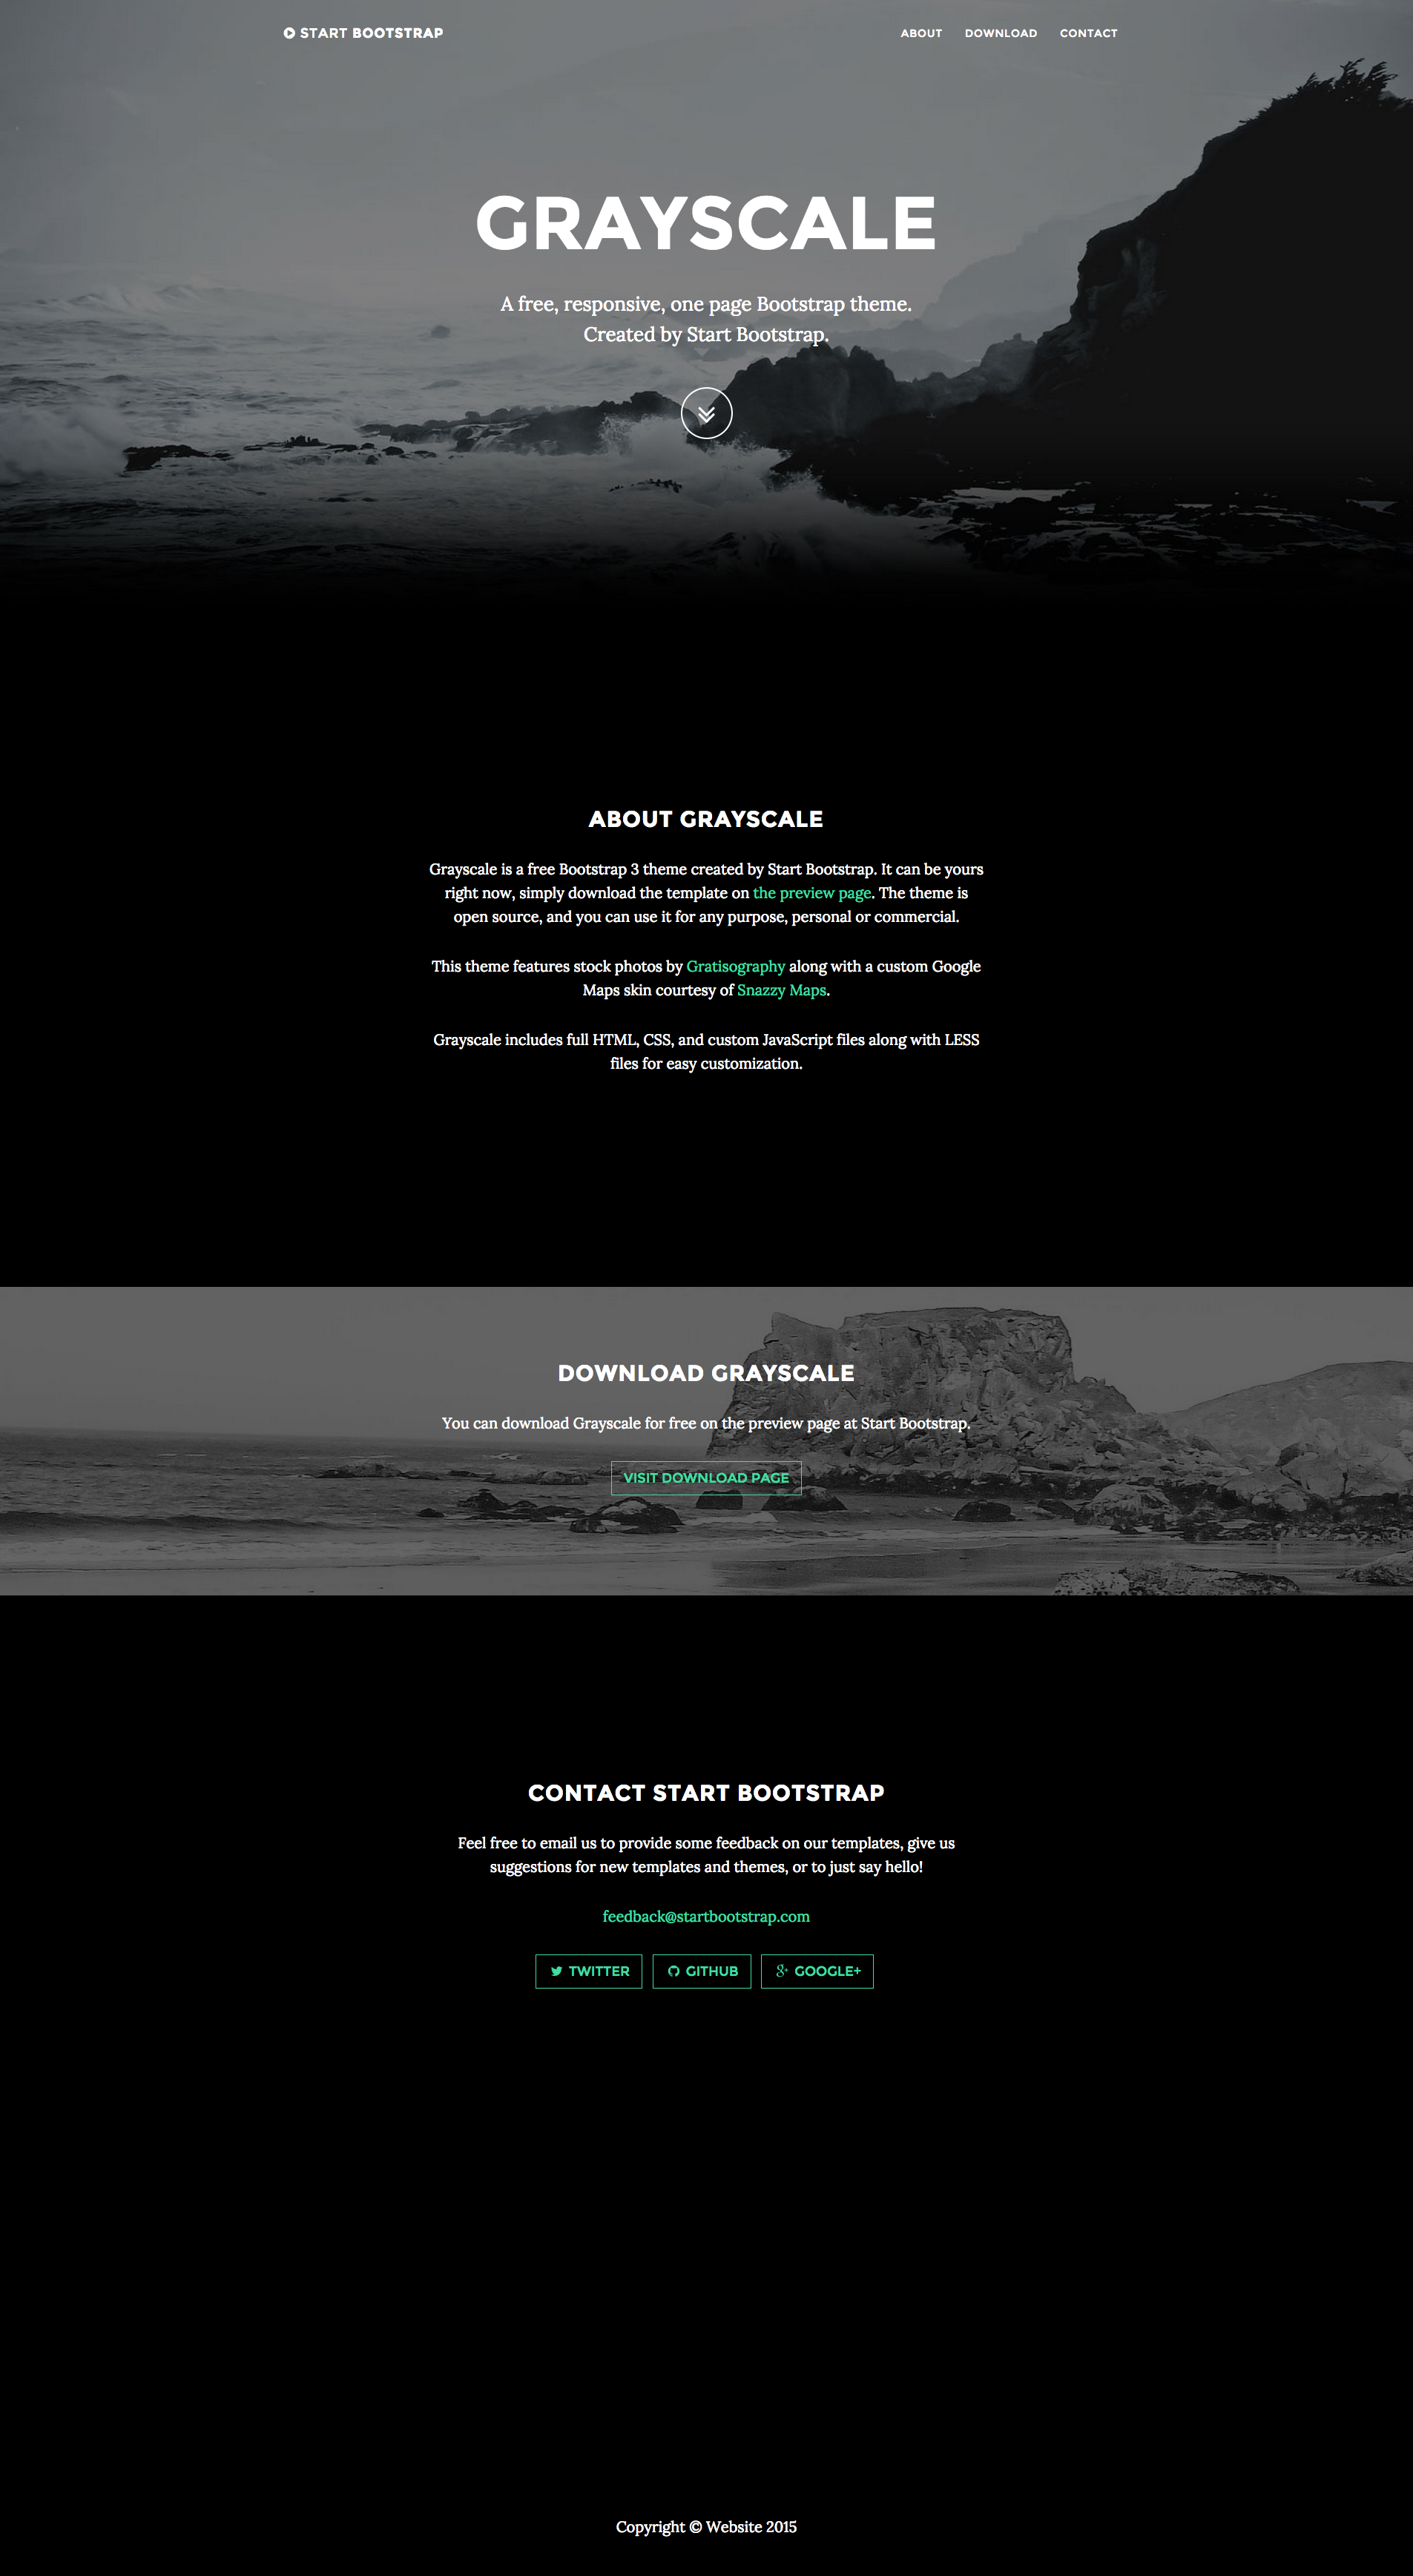 START BOOTSTRAP
ABOUT DOWNLOAD CONTACT
GRAYSCALE
A free, responsive, one page Bootstrap theme.
Created by Start Bootstrap.
ABOUT GRAYSCALE
Grayscale is a free Bootstrap 3 theme created by Start Bootstrap. It can be yours
right now, simply download the template on the preview page. The theme is
open source, and you can use it for any purpose, personal or commercial.
This theme features stock photos by Gratisography along with a custom Google
Maps skin courtesy of Snazzy Maps.
Grayscale includes full HTML, CSS, and custom JavaScript files along with LESS
files for easy customization.
DOWNLOAD GRAYSCALE
You can download Grayscale for free on the preview page at Start Bootstrap.
VISIT DOWNLOAD PAGE
CONTACT START BOOTSTRAP
Feel free to email us to provide some feedback on our templates, give us
suggestions for new templates and themes, or to just say hello!
feedback@startbootstrap.com
TWITTER GITHUB GOOGLE+
Copyright © Website 2015